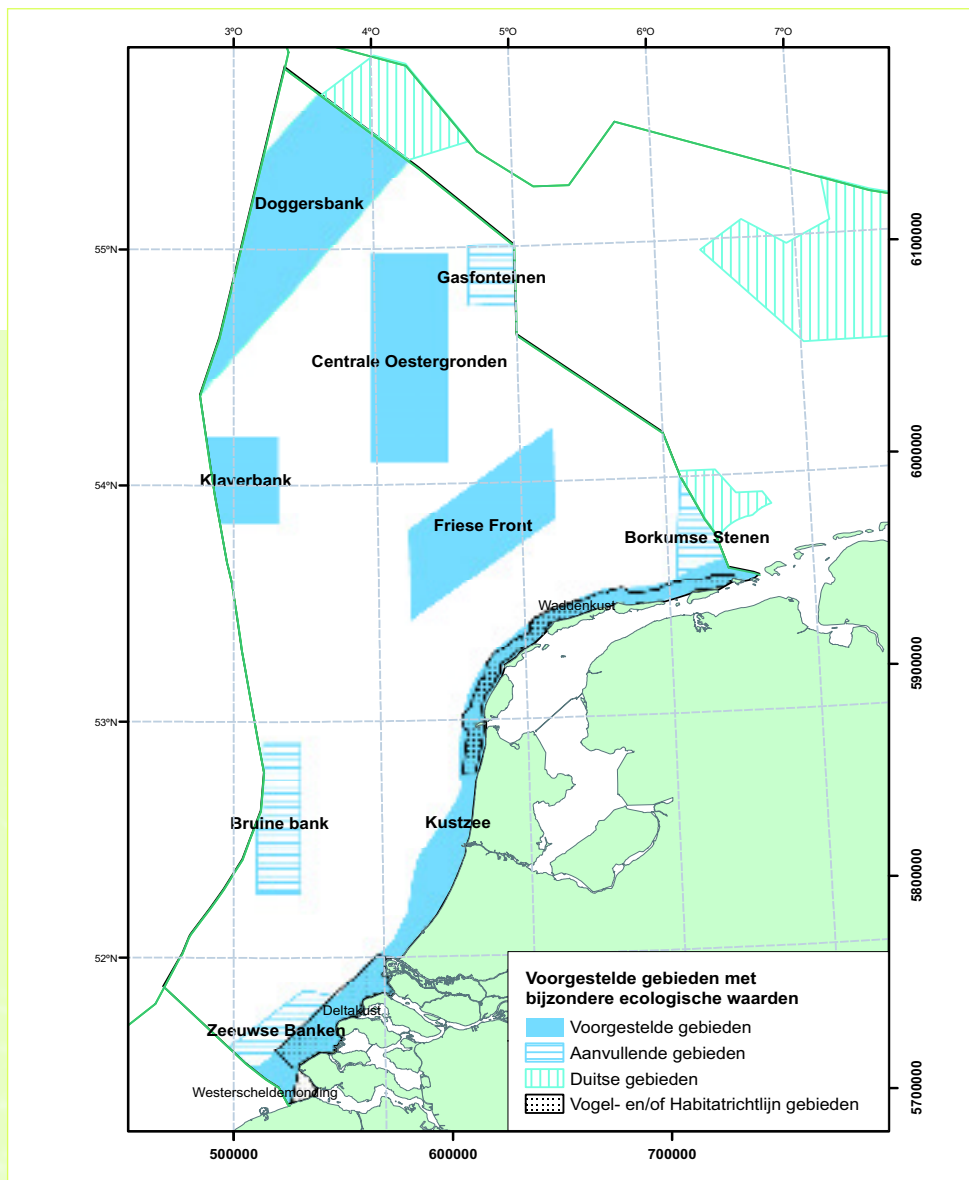 3°O 4°O 5°O 6°O 7°O
Doggersbank
55°N
6100000
Gasfonteinen
Centrale Oestergronden
Klaverbank
54°N
6000000
Friese Front
Borkumse Stenen
Waddenkust
5900000
53°N
Bruine bank
Kustzee
5800000
52°N
Deltakust
Zeeuwse Banken
Westerscheldemonding
5700000
Voorgestelde gebieden met
bijzondere ecologische waarden
Voorgestelde gebieden
Aanvullende gebieden
Duitse gebieden
Vogel- en/of Habitatrichtlijn gebieden
500000 600000 700000